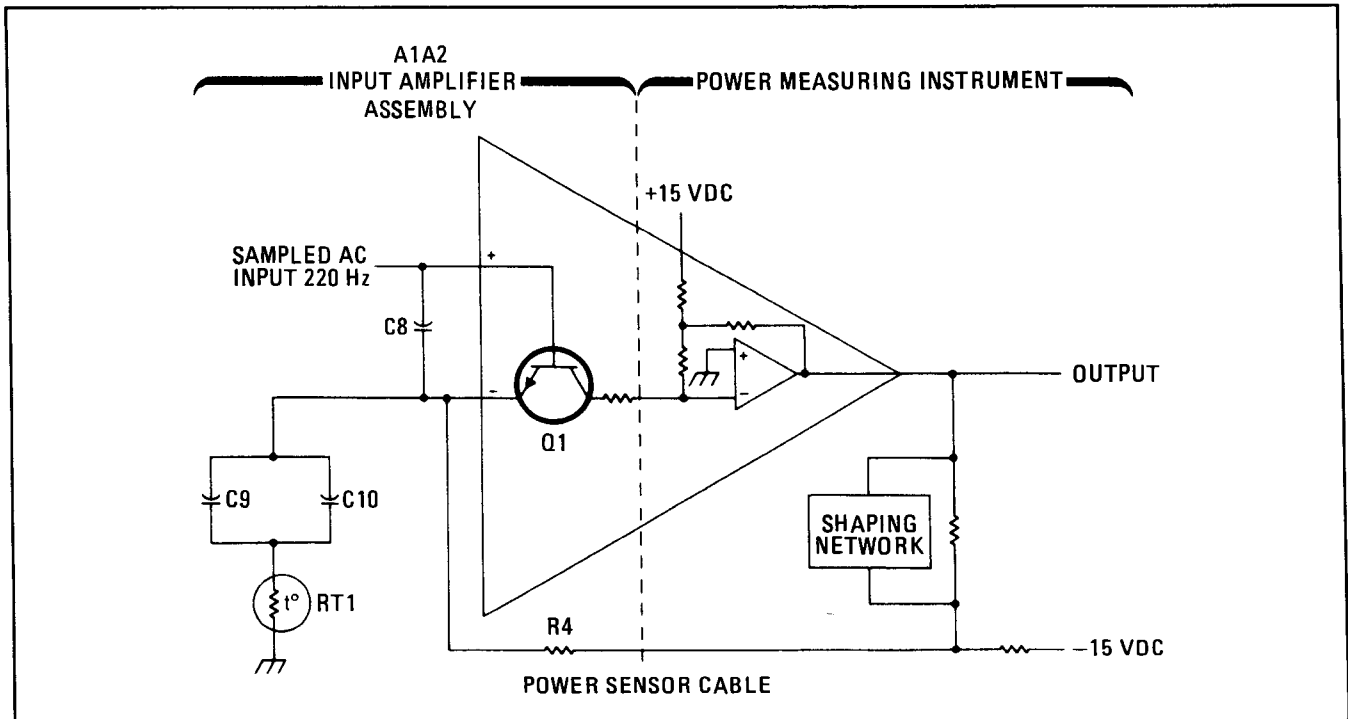 A1A2
INPUT AMPLIFIER
ASSEMBLY
POWER MEASURING INSTRUMENT
+15 VDC
SAMPLED AC
INPUT 220 Hz
+
C8
+
-
-
OUTPUT
Q1
C9
C10
SHAPING
NETWORK
t° RT1
R4
-15 VDC
POWER SENSOR CABLE